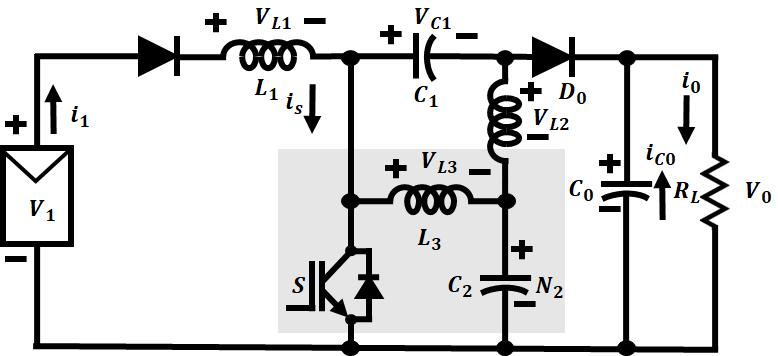 + V_L1 −
+ V_C1 −
L_1
C_1
D_0
i_1
i_s
+ V_L2 −
i_0
+ V_1 −
+ V_L3 −
L_3
i_C0
+ C_0 −
R_L
V_0
S
+ C_2 N_2 −